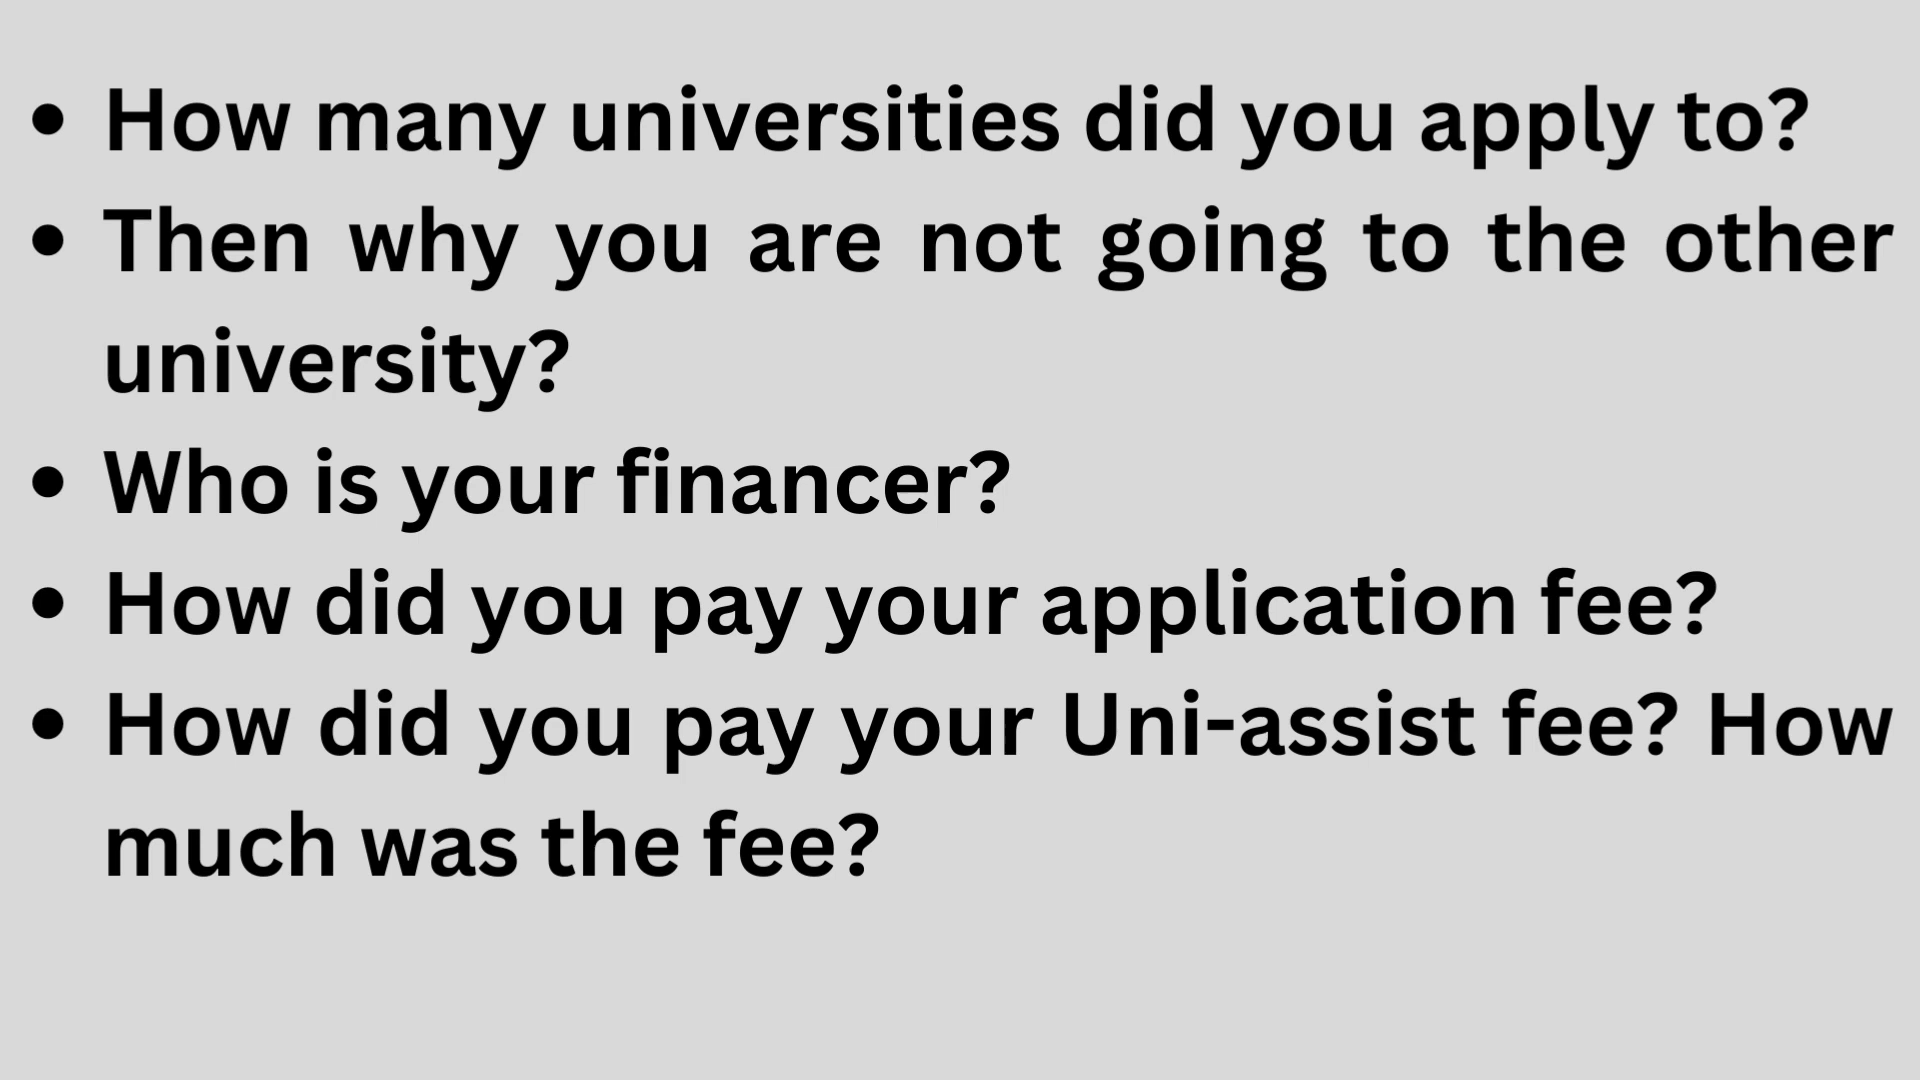 • How many universities did you apply to?
• Then why you are not going to the other
university?
• Who is your financer?
• How did you pay your application fee?
• How did you pay your Uni-assist fee? How
much was the fee?